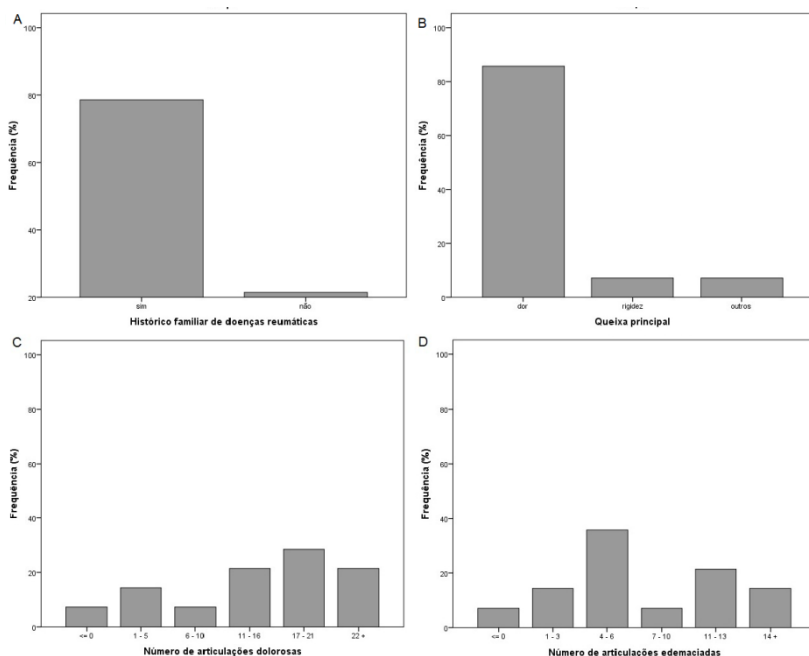 A
100
80
60
40
20
Frequência (%)
sim não
Histórico familiar de doenças reumáticas
B
100
80
60
40
20
0
Frequência (%)
dor rigidez outros
Queixa principal
C
100
80
60
40
20
0
Frequência (%)
<= 0 1 - 5 6 - 10 11 - 16 17 - 21 22 +
Número de articulações dolorosas
D
100
80
60
40
20
0
Frequência (%)
<= 0 1 - 3 4 - 6 7 - 10 11 - 13 14 +
Número de articulações edemaciadas